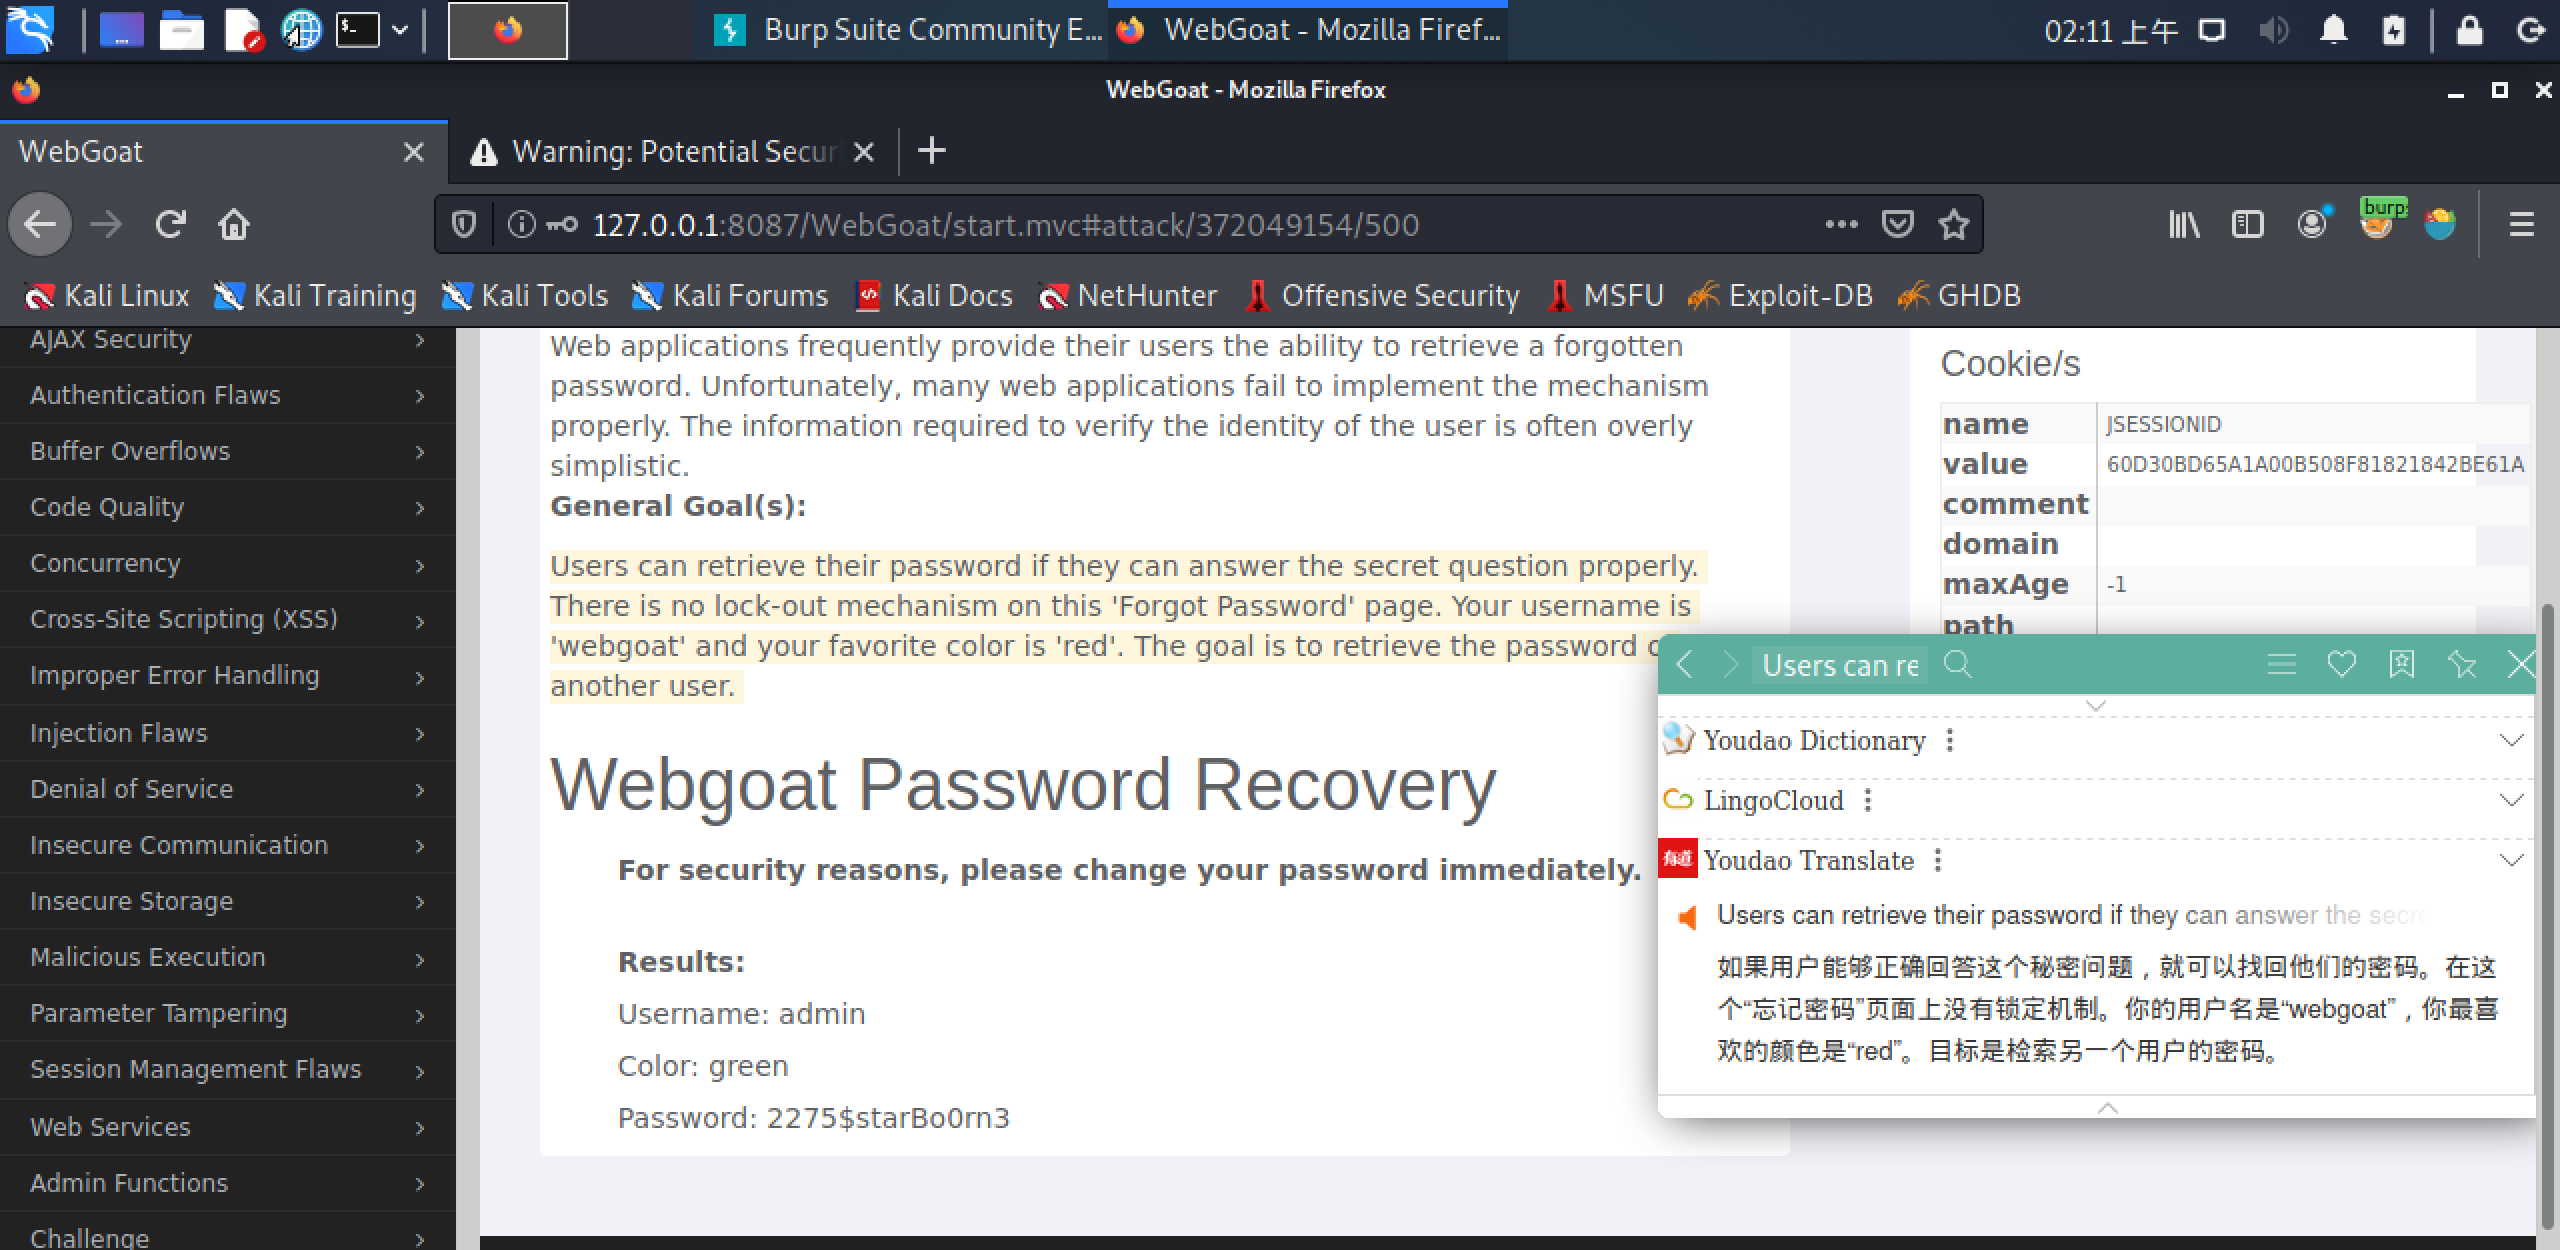 Burp Suite Community E...
WebGoat - Mozilla Firef...
02:11 上午
WebGoat - Mozilla Firefox
WebGoat
Warning: Potential Secur
127.0.0.1:8087/WebGoat/start.mvc#attack/372049154/500
burp
Kali Linux
Kali Training
Kali Tools
Kali Forums
Kali Docs
NetHunter
Offensive Security
MSFU
Exploit-DB
GHDB
AJAX Security
Authentication Flaws
Buffer Overflows
Code Quality
Concurrency
Cross-Site Scripting (XSS)
Improper Error Handling
Injection Flaws
Denial of Service
Insecure Communication
Insecure Storage
Malicious Execution
Parameter Tampering
Session Management Flaws
Web Services
Admin Functions
Challenge
Web applications frequently provide their users the ability to retrieve a forgotten
password. Unfortunately, many web applications fail to implement the mechanism
properly. The information required to verify the identity of the user is often overly
simplistic.
General Goal(s):
Users can retrieve their password if they can answer the secret question properly.
There is no lock-out mechanism on this 'Forgot Password' page. Your username is
'webgoat' and your favorite color is 'red'. The goal is to retrieve the password
another user.
Webgoat Password Recovery
For security reasons, please change your password immediately.
Results:
Username: admin
Color: green
Password: 2275$starBo0rn3
Cookie/s
name JSESSIONID
value 60D30BD65A1A00B508F81821842BE61A
comment
domain
maxAge -1
path
Users can re
Youdao Dictionary
LingoCloud
有道 Youdao Translate
Users can retrieve their password if they can answer the secre
如果用户能够正确回答这个秘密问题，就可以找回他们的密码。在这
个“忘记密码”页面上没有锁定机制。你的用户名是“webgoat”，你最喜
欢的颜色是“red”。目标是检索另一个用户的密码。